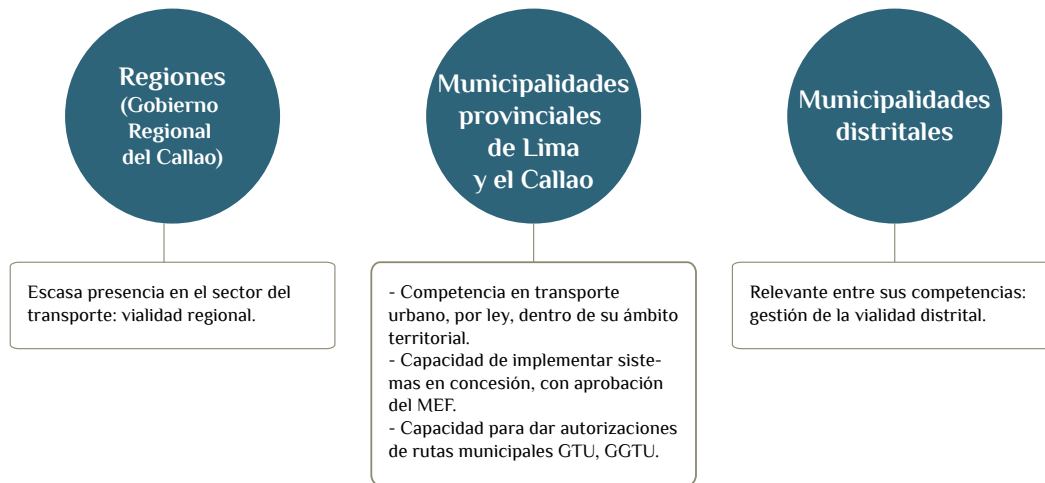 Regiones
(Gobierno
Regional
del Callao)
Escasa presencia en el sector del
transporte: vialidad regional.
Municipalidades
provinciales
de Lima
y el Callao
- Competencia en transporte
urbano, por ley, dentro de su ámbito
territorial.
- Capacidad de implementar siste-
mas en concesión, con aprobación
del MEF.
- Capacidad para dar autorizaciones
de rutas municipales GTU, GGTU.
Municipalidades
distritales
Relevante entre sus competencias:
gestión de la vialidad distrital.